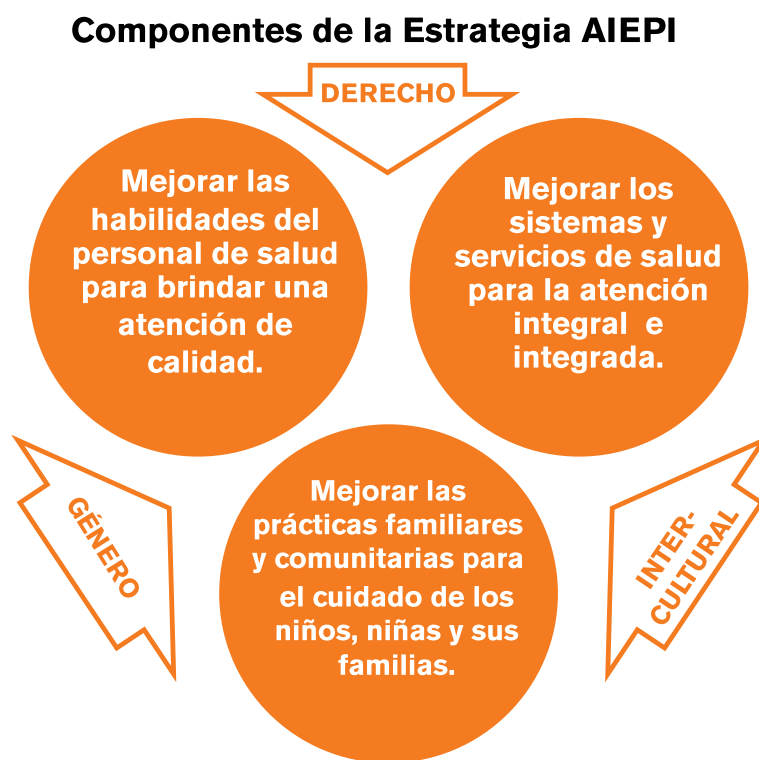 Componentes de la Estrategia AIEPI
DERECHO
Mejorar las
habilidades del
personal de salud
para brindar una
atención de
calidad.
Mejorar los
sistemas y
servicios de salud
para la atención
integral e
integrada.
GÉNERO
Mejorar las
prácticas familiares
y comunitarias para
el cuidado de los
niños, niñas y sus
familias.
INTER-
CULTURAL